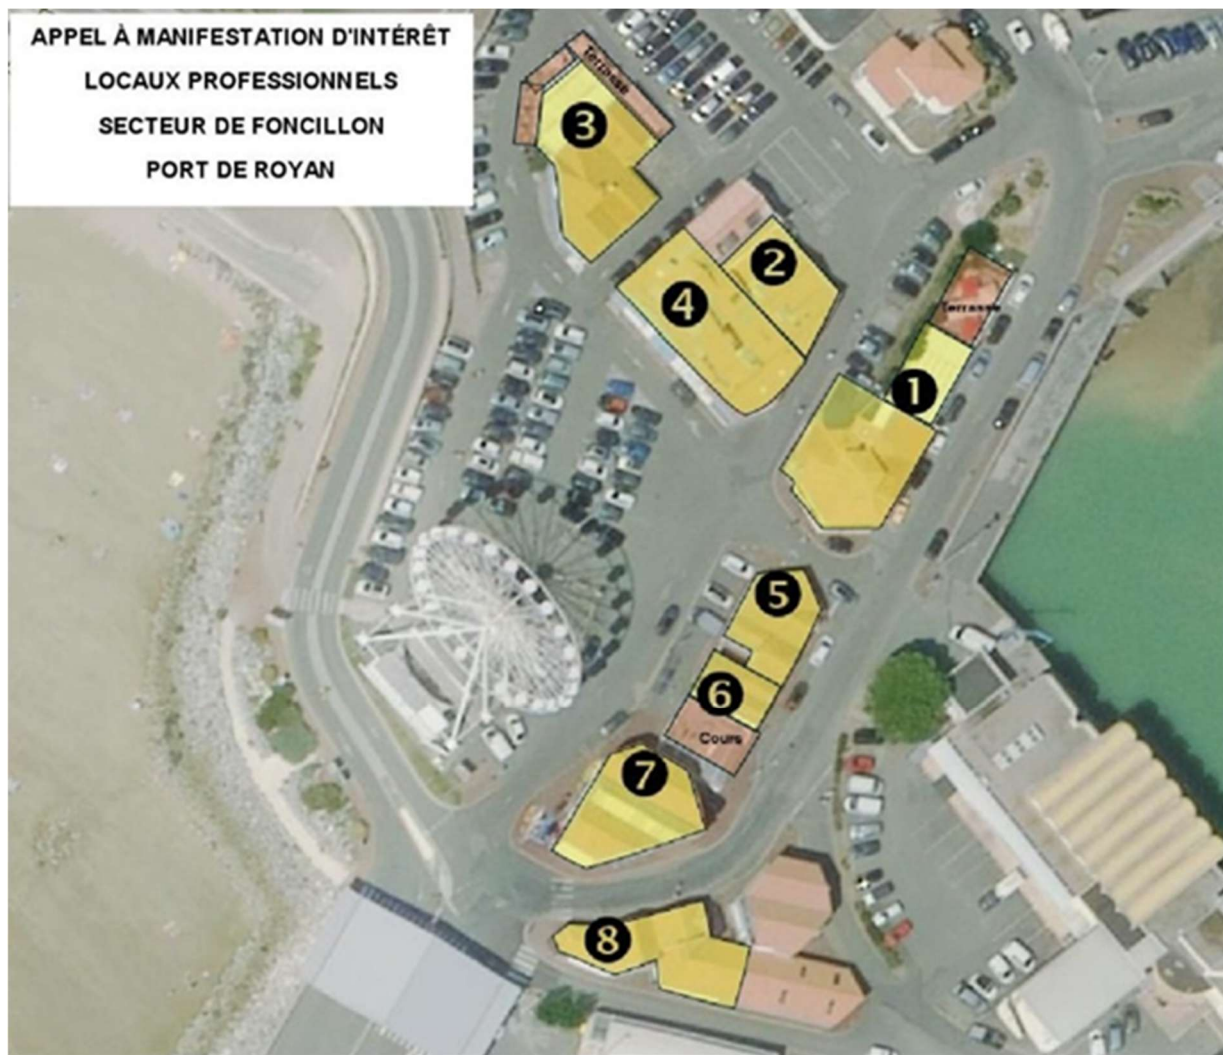 APPEL À MANIFESTATION D'INTÉRÊT
LOCAUX PROFESSIONNELS
SECTEUR DE FONCILLON
PORT DE ROYAN
Terrasse
3
2
4
Terrasse
1
5
6
Cours
7
8